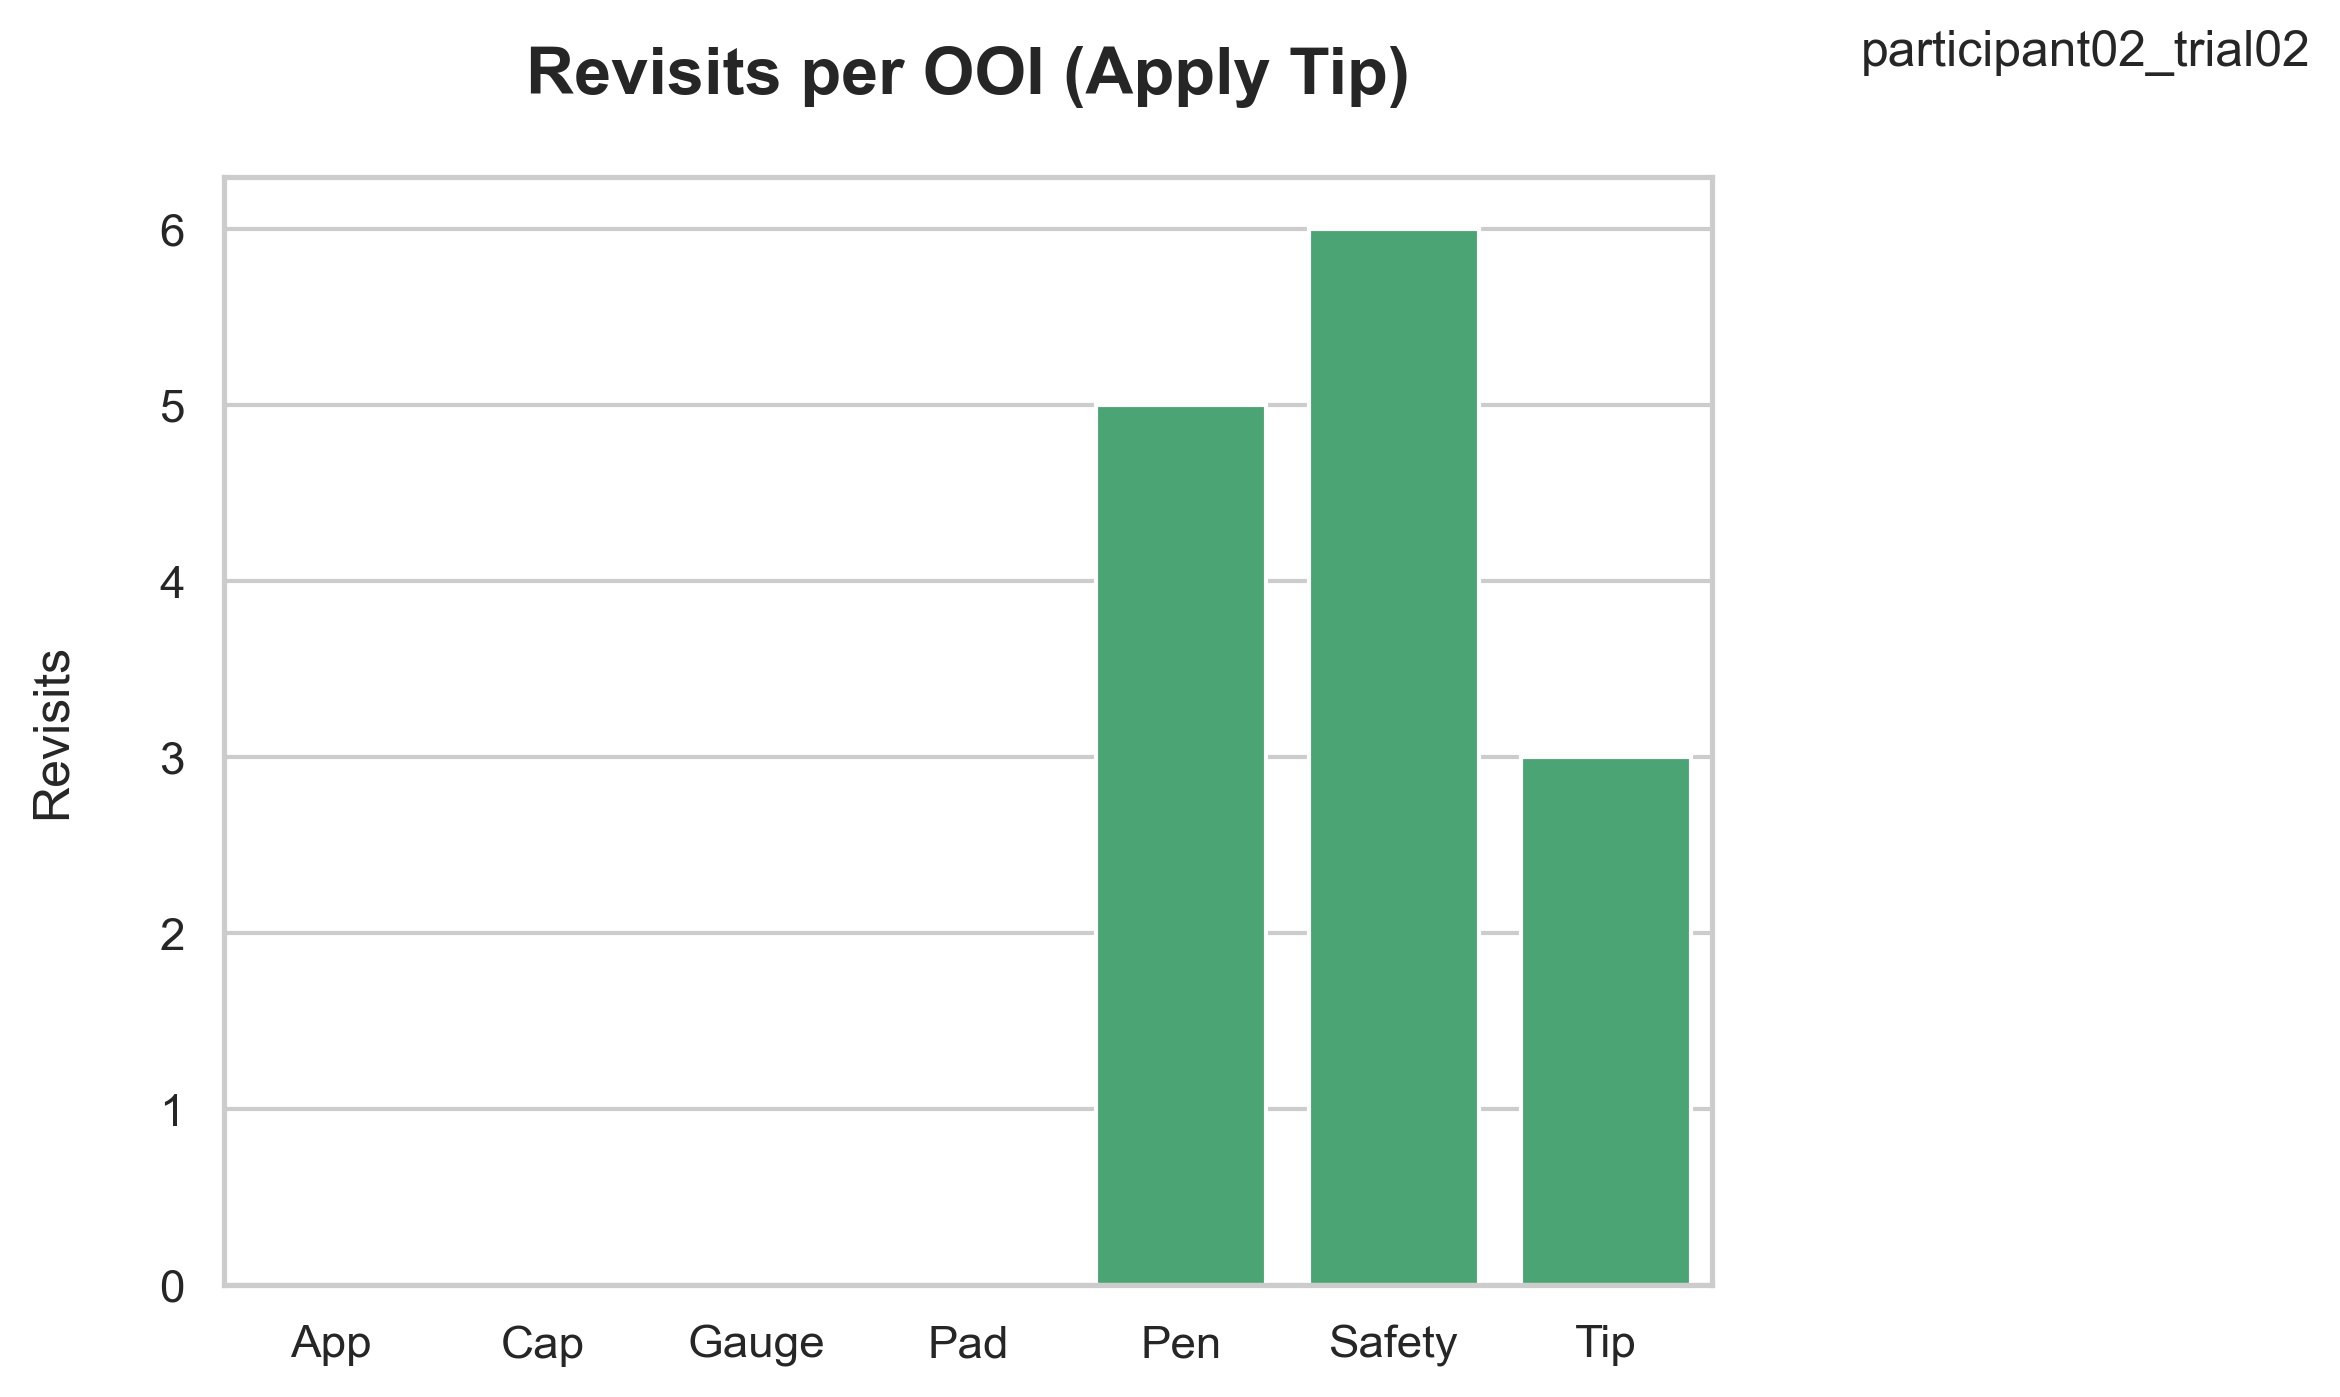 Revisits per OOI (Apply Tip)
participant02_trial02
Revisits
6
5
4
3
2
1
0
App Cap Gauge Pad Pen Safety Tip